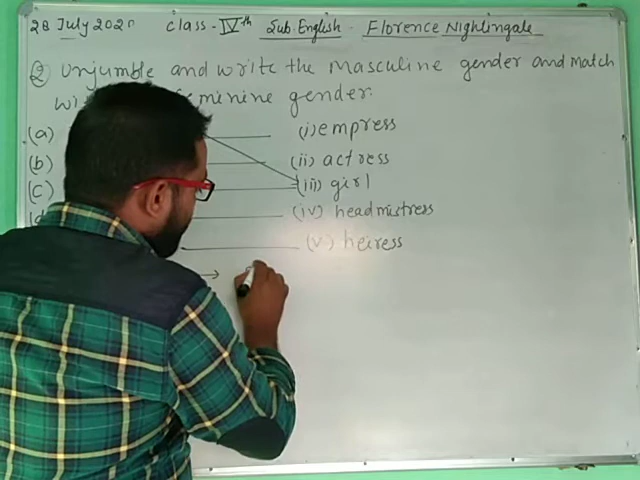 28 July 2020 class - IVth Sub. English - Florence Nightingale
Q Unjumble and write the Masculine gender and match
gender.
(a) (i) empress
(b) (ii) actress
(c) (iii) girl
(iv) headmistress
(v) heiress